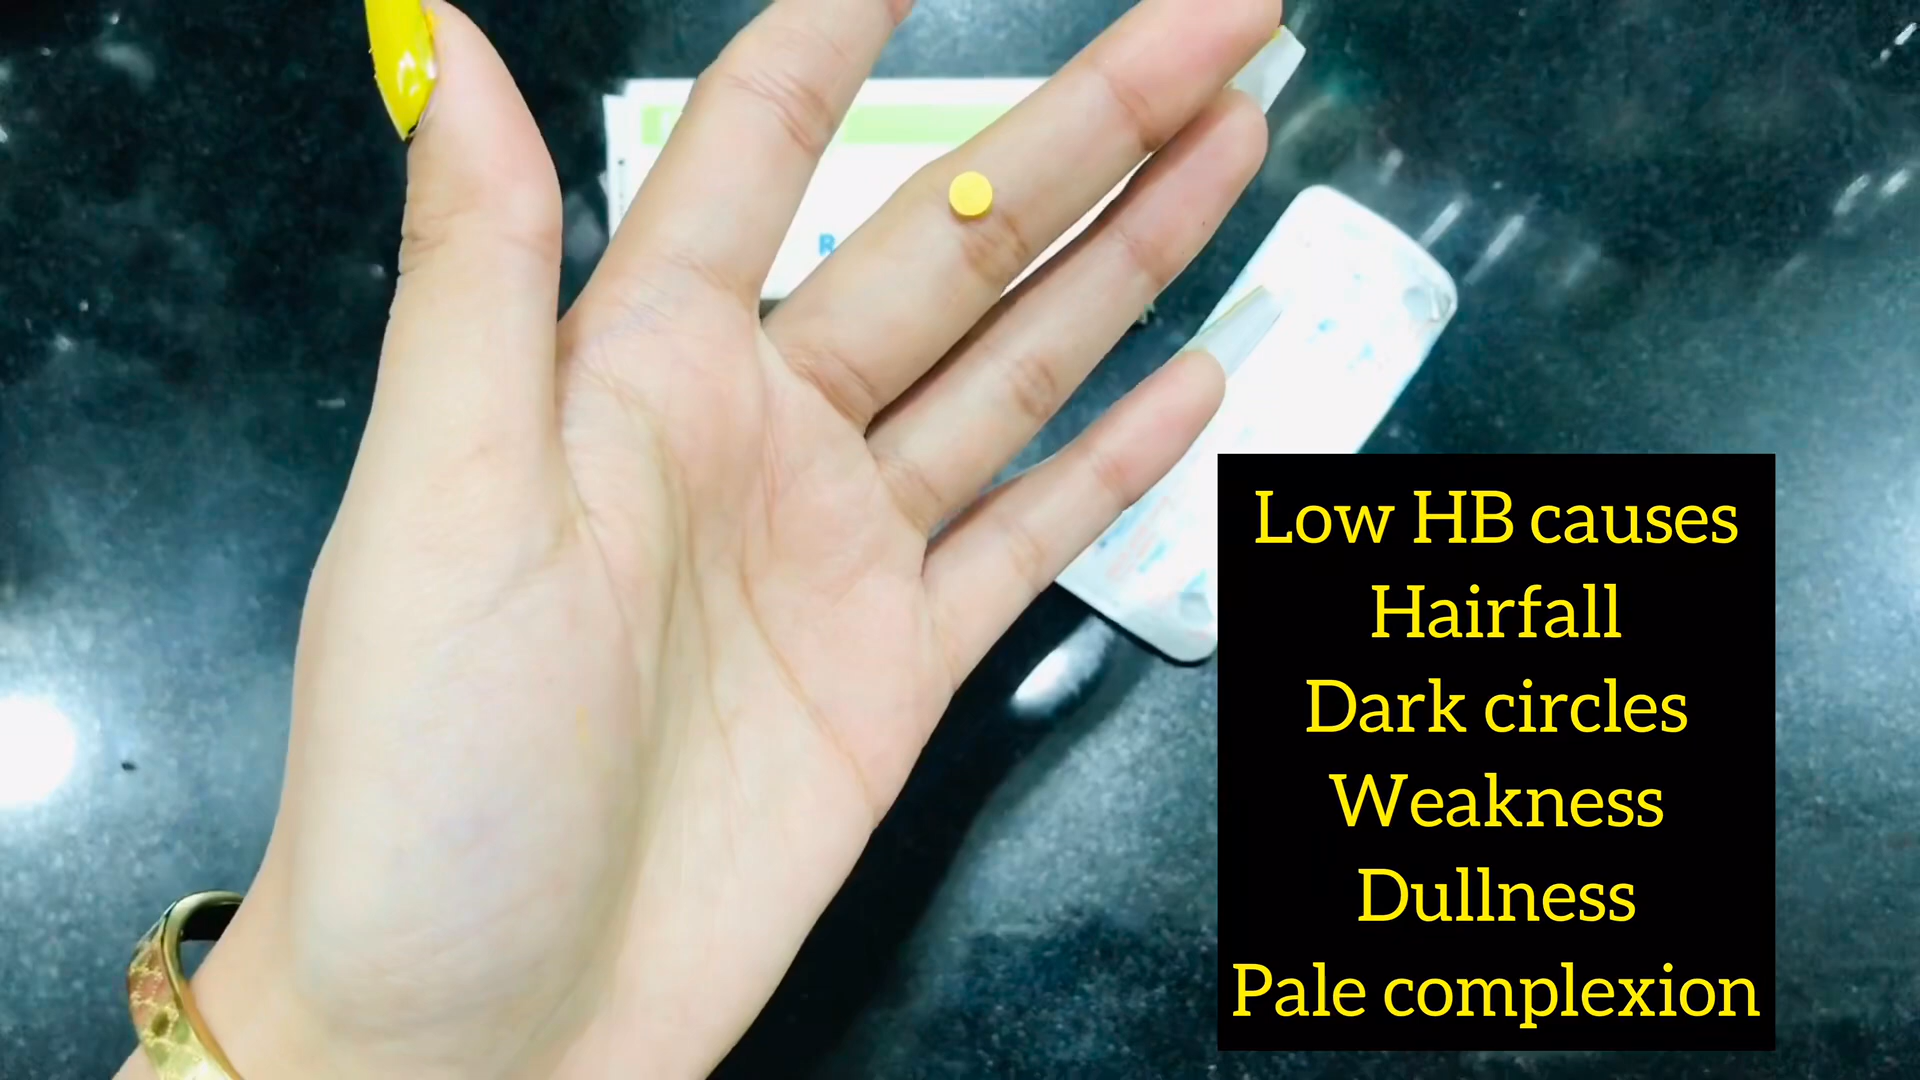 Low HB causes
Hairfall
Dark circles
Weakness
Dullness
Pale complexion